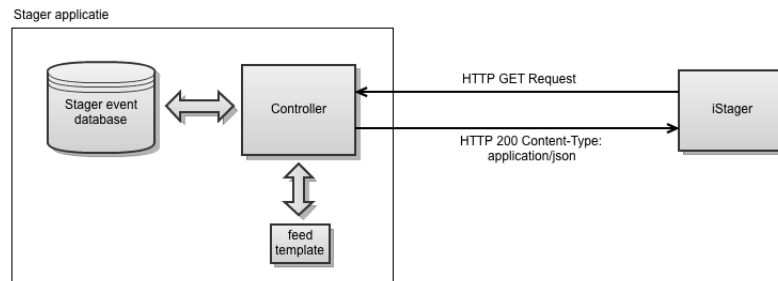 Stager applicatie
Stager event
database
Controller
feed
template
HTTP GET Request
HTTP 200 Content-Type:
application/json
iStager